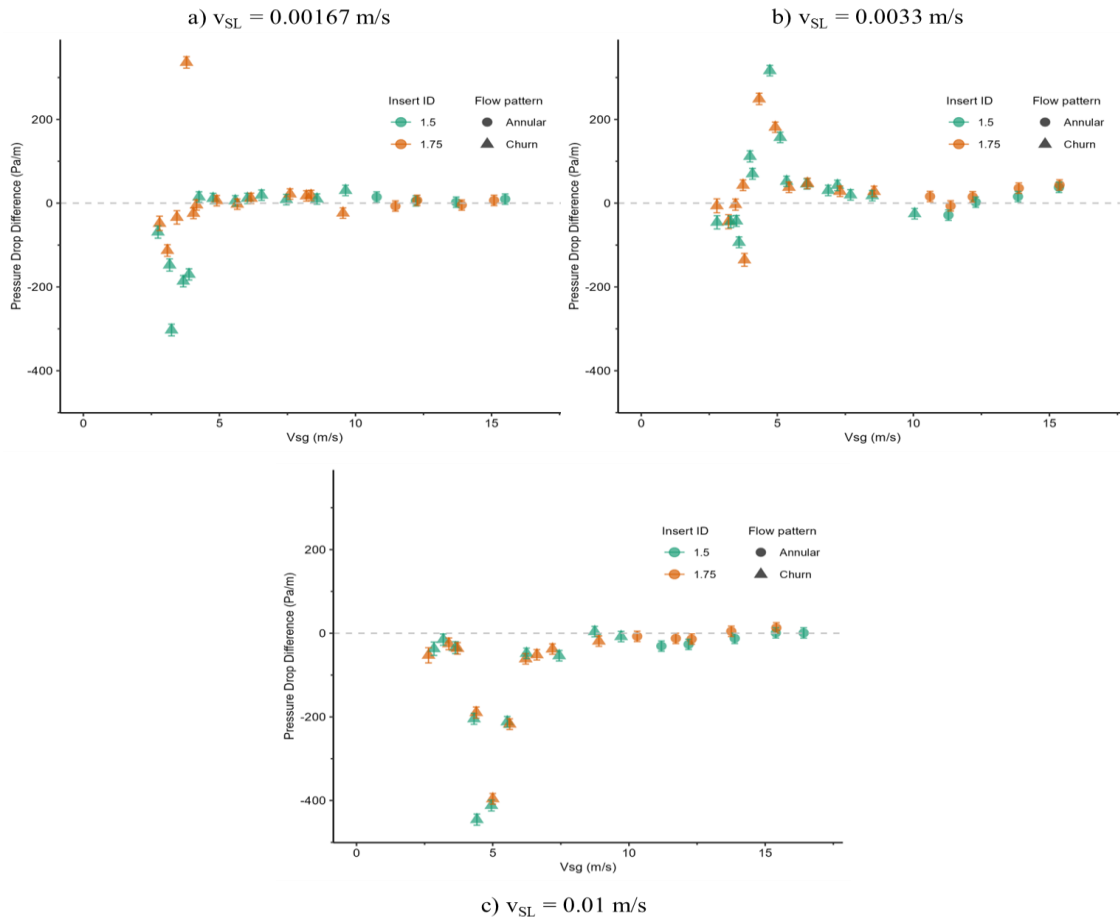 a) vSL = 0.00167 m/s
b) vSL = 0.0033 m/s
Pressure Drop Difference (Pa/m)
200
0
-200
-400
Insert ID Flow pattern
1.5 Annular
1.75 Churn
0 5 10 15
Vsg (m/s)
Pressure Drop Difference (Pa/m)
200
0
-200
-400
Insert ID Flow pattern
1.5 Annular
1.75 Churn
0 5 10 15
Vsg (m/s)
Pressure Drop Difference (Pa/m)
200
0
-200
-400
Insert ID Flow pattern
1.5 Annular
1.75 Churn
0 5 10 15
Vsg (m/s)
c) vSL = 0.01 m/s